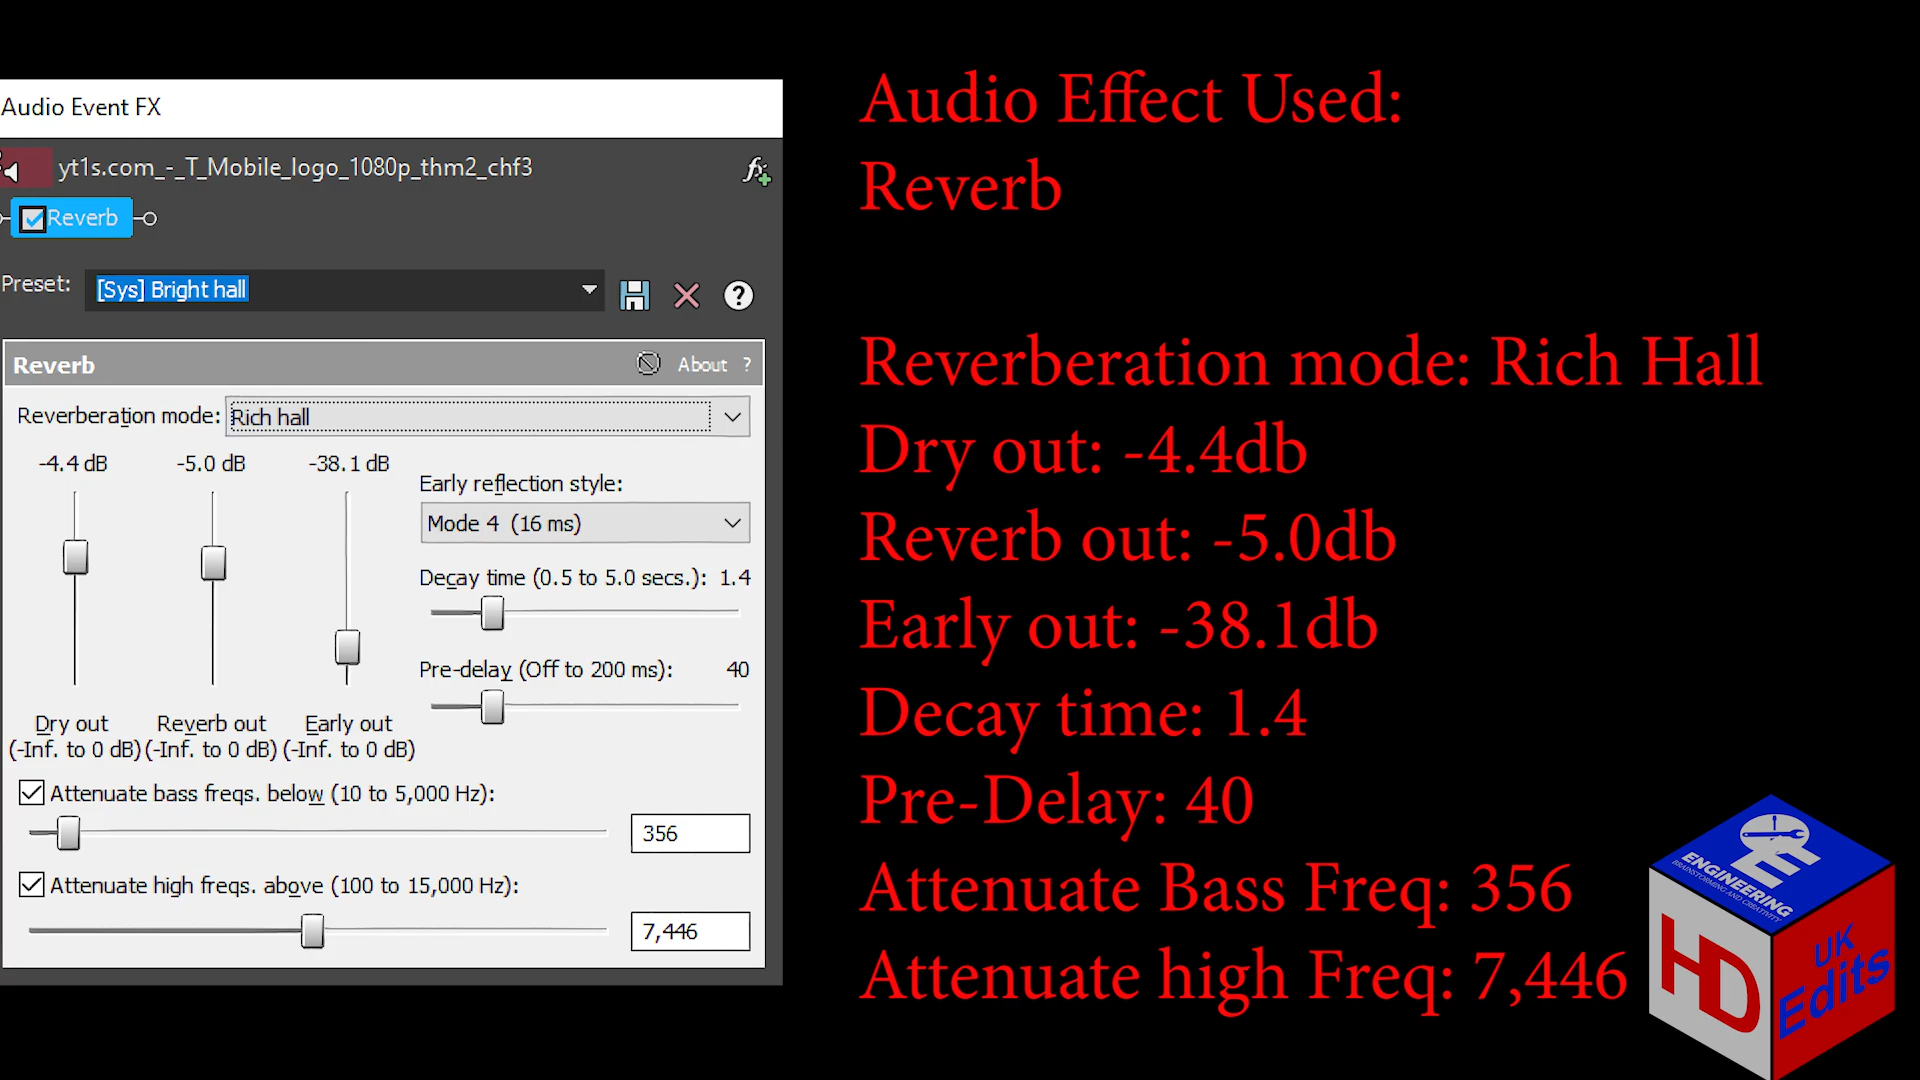 Audio Event FX
yt1s.com_-_T_Mobile_logo_1080p_thm2_chf3
Reverb
Preset: [Sys] Bright hall
Reverb About ?
Reverberation mode: Rich hall
-4.4 dB -5.0 dB -38.1 dB
Early reflection style:
Mode 4 (16 ms)
Decay time (0.5 to 5.0 secs.): 1.4
Pre-delay (Off to 200 ms): 40
Dry out Reverb out Early out
(-Inf. to 0 dB) (-Inf. to 0 dB) (-Inf. to 0 dB)
Attenuate bass freqs. below (10 to 5,000 Hz):
356
Attenuate high freqs. above (100 to 15,000 Hz):
7,446
Audio Effect Used:
Reverb
Reverberation mode: Rich Hall
Dry out: -4.4db
Reverb out: -5.0db
Early out: -38.1db
Decay time: 1.4
Pre-Delay: 40
Attenuate Bass Freq: 356
Attenuate high Freq: 7,446
E
ENGINEERING
BRAINSTORMING AND CREATIVITY
HD
UK
Edits